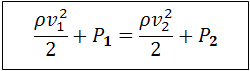 ρv₁²/2 + P₁ = ρv₂²/2 + P₂